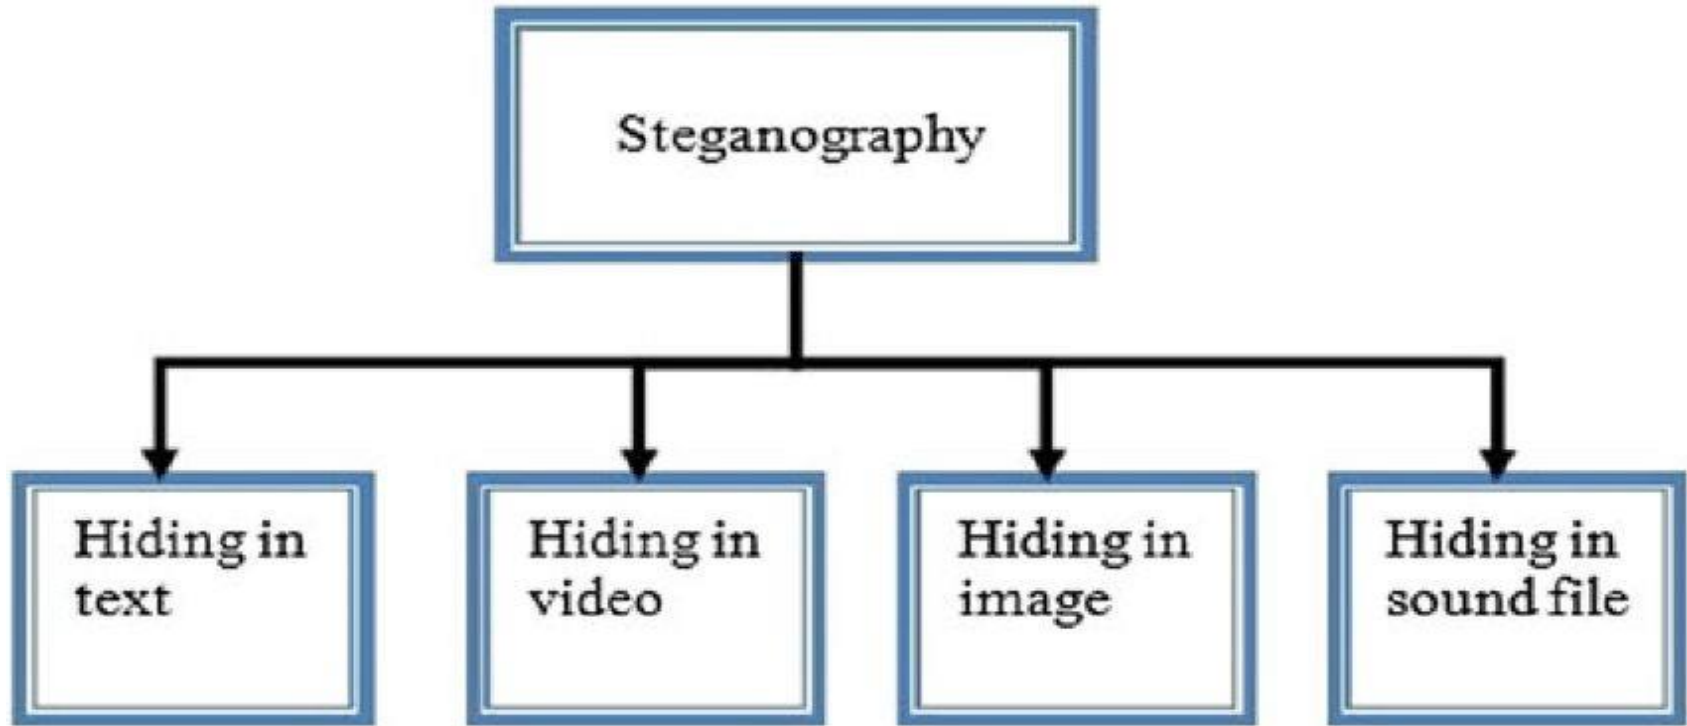 Steganography
Hiding in
text
Hiding in
video
Hiding in
image
Hiding in
sound file